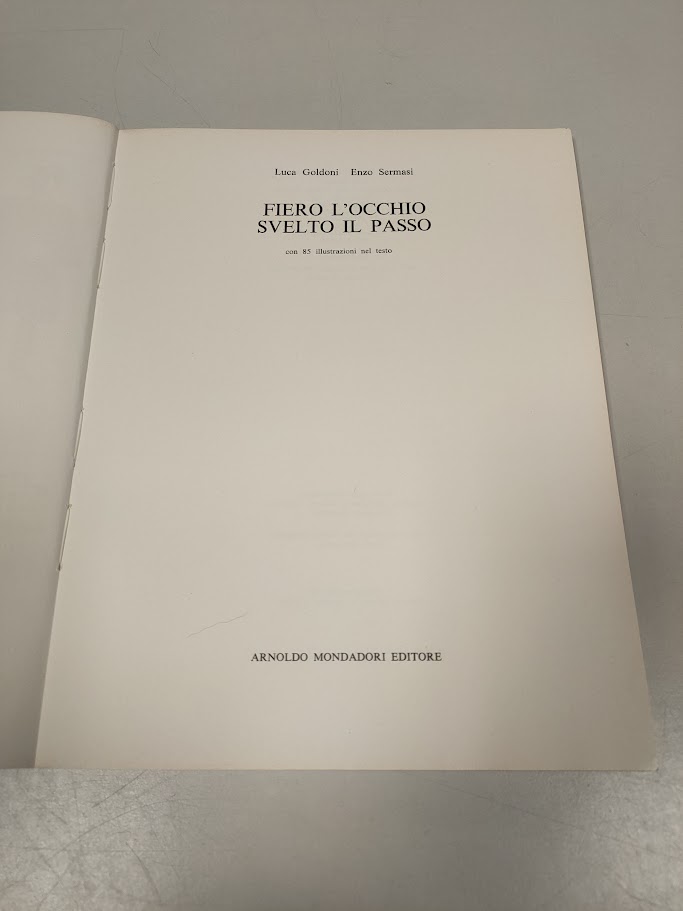 Luca Goldoni Enzo Sermasi
FIERO L'OCCHIO
SVELTO IL PASSO
con 85 illustrazioni nel testo
ARNOLDO MONDADORI EDITORE